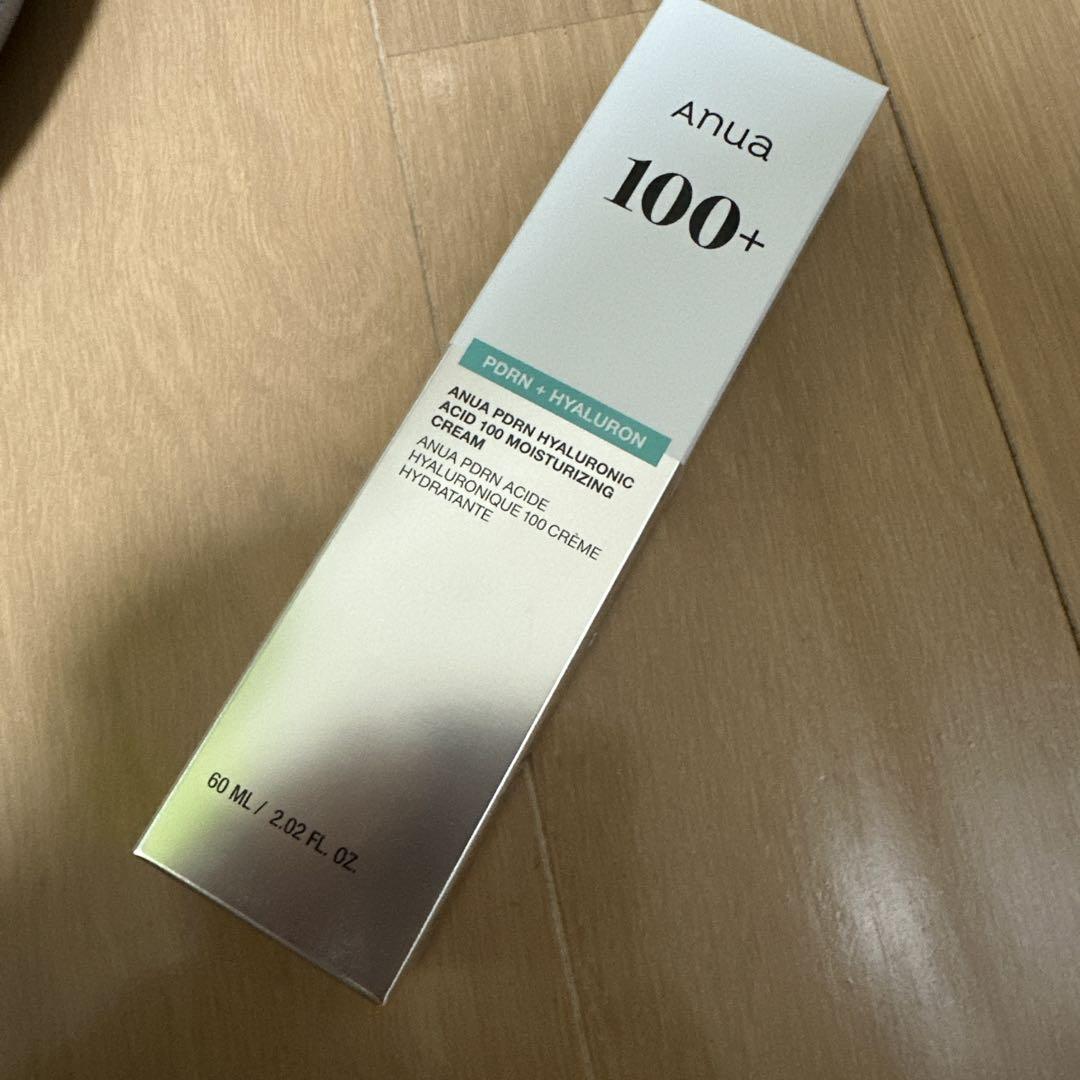 Anua
100+
PDRN + HYALURON
ANUA PDRN HYALURONIC
ACID 100 MOISTURIZING
CREAM
ANUA PDRN ACIDE
HYALURONIQUE 100 CRÈME
HYDRATANTE
60 ML / 2.02 FL. OZ.